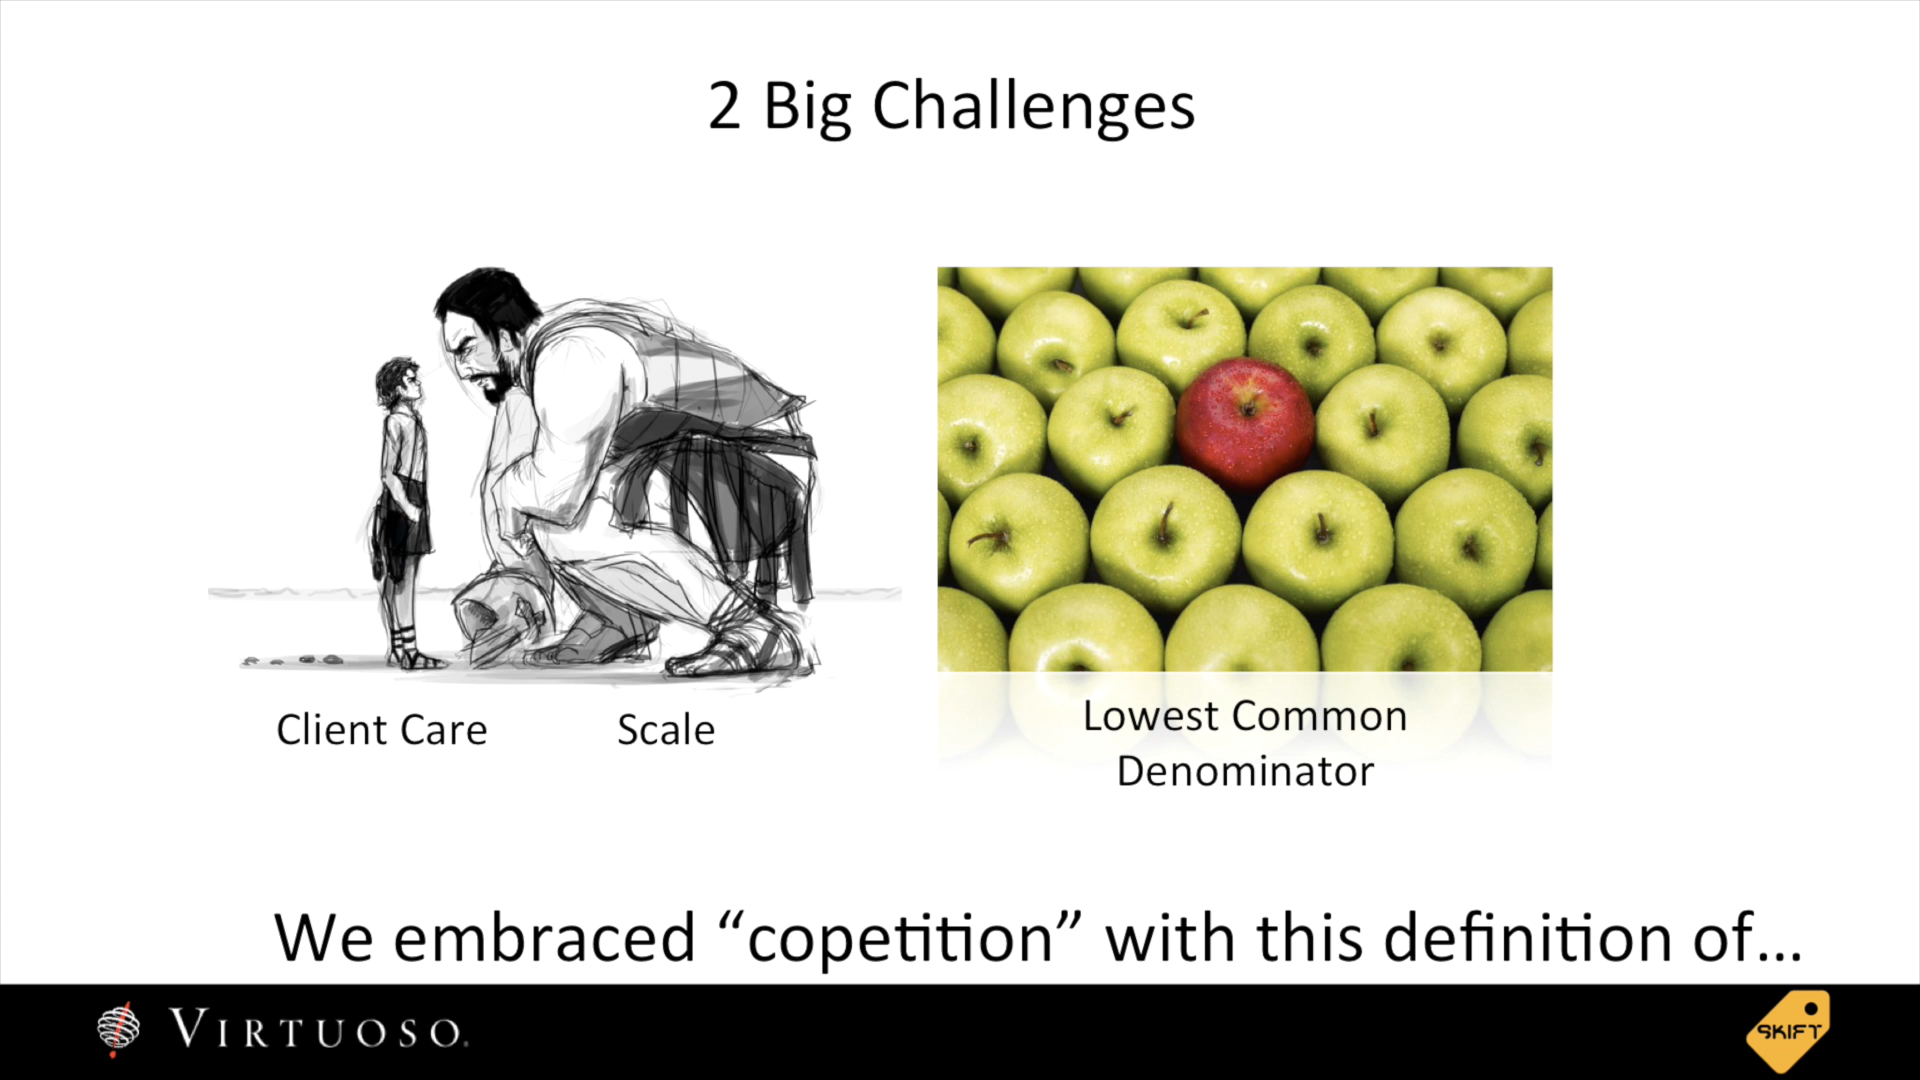 2 Big Challenges
Client Care
Scale
Lowest Common
Denominator
We embraced “copetition” with this definition of...
VIRTUOSO.
SKIFT